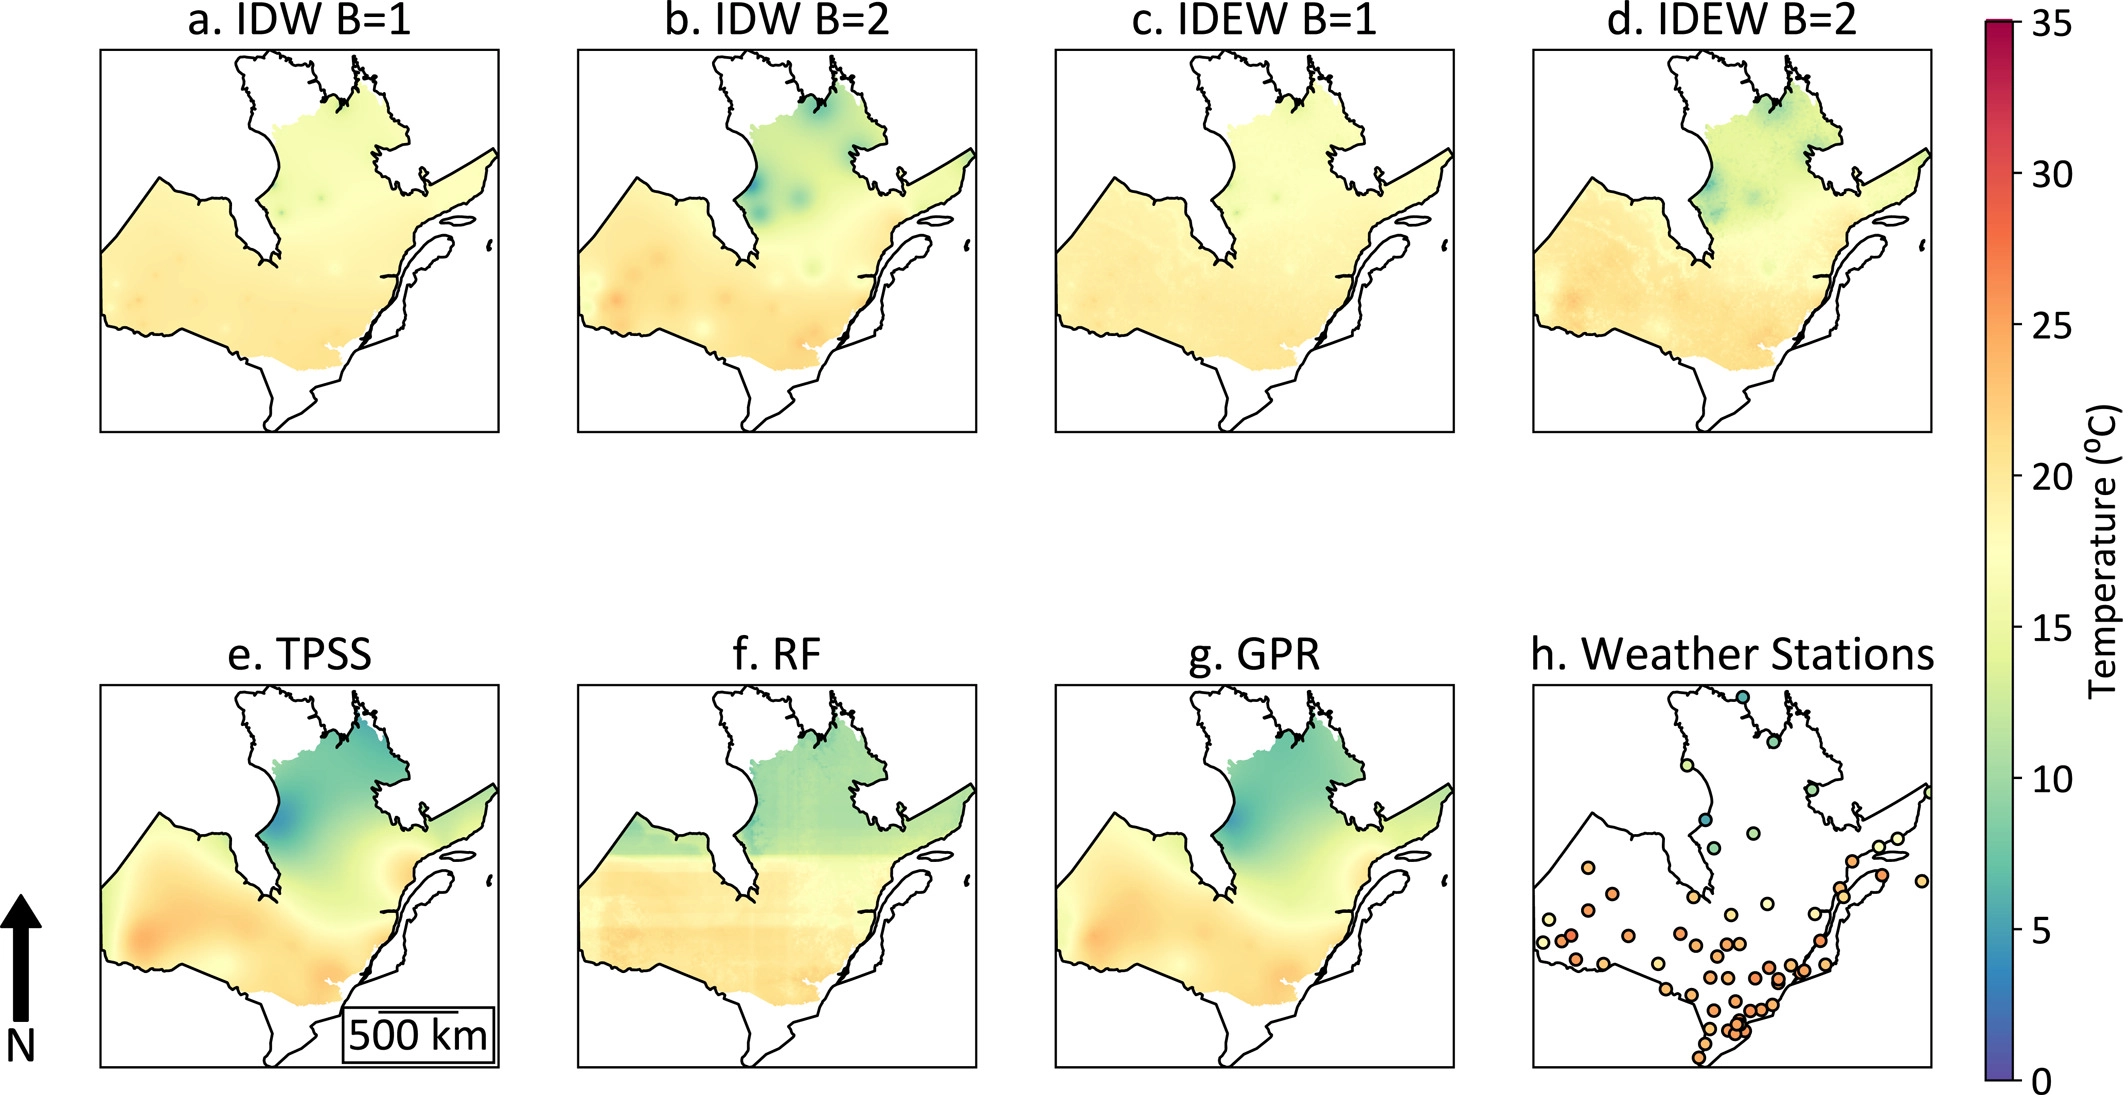 a. IDW B=1
b. IDW B=2
c. IDEW B=1
d. IDEW B=2
35
30
25
20
15
10
5
0
Temperature (⁰C)
e. TPSS
f. RF
g. GPR
h. Weather Stations
500 km
N